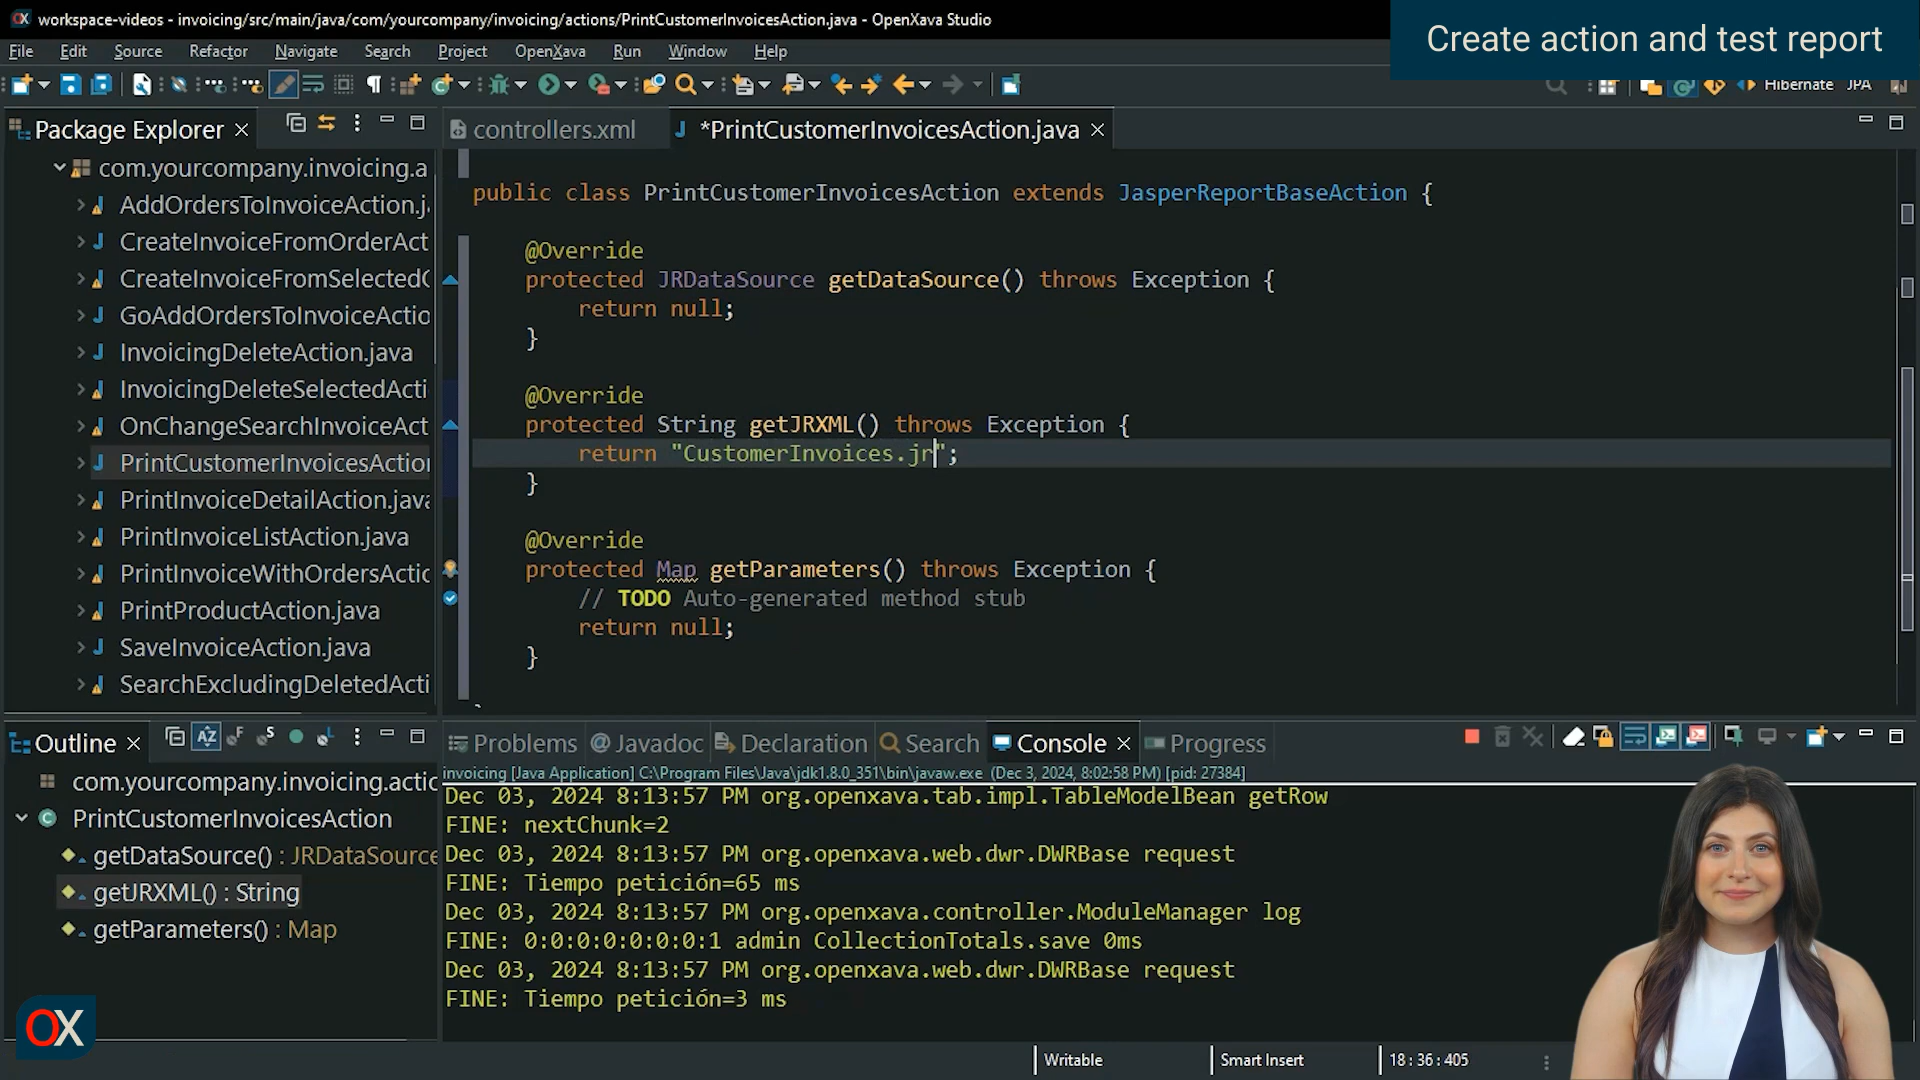 workspace-videos - invoicing/src/main/java/com/yourcompany/invoicing/actions/PrintCustomerInvoicesAction.java - OpenXava Studio
Create action and test report
File Edit Source Refactor Navigate Search Project OpenXava Run Window Help
Hibernate JPA
Package Explorer
controllers.xml
*PrintCustomerInvoicesAction.java
com.yourcompany.invoicing.a
AddOrdersToInvoiceAction.j
CreateInvoiceFromOrderAct
CreateInvoiceFromSelectedO
GoAddOrdersToInvoiceActio
InvoicingDeleteAction.java
InvoicingDeleteSelectedActi
OnChangeSearchInvoiceAct
PrintCustomerInvoicesAction
PrintInvoiceDetailAction.java
PrintInvoiceListAction.java
PrintInvoiceWithOrdersActio
PrintProductAction.java
SaveInvoiceAction.java
SearchExcludingDeletedActi
public class PrintCustomerInvoicesAction extends JasperReportBaseAction {
@Override
protected JRDataSource getDataSource() throws Exception {
return null;
}
@Override
protected String getJRXML() throws Exception {
return "CustomerInvoices.jr";
}
@Override
protected Map getParameters() throws Exception {
// TODO Auto-generated method stub
return null;
}
Outline
com.yourcompany.invoicing.actic
PrintCustomerInvoicesAction
getDataSource() : JRDataSource
getJRXML() : String
getParameters() : Map
Problems Javadoc Declaration Search Console Progress
invoicing [Java Application] C:\Program Files\Java\jdk1.8.0_351\bin\javaw.exe (Dec 3, 2024, 8:02:58 PM) [pid: 27384]
Dec 03, 2024 8:13:57 PM org.openxava.tab.impl.TableModelBean getRow
FINE: nextChunk=2
Dec 03, 2024 8:13:57 PM org.openxava.web.dwr.DWRBase request
FINE: Tiempo petición=65 ms
Dec 03, 2024 8:13:57 PM org.openxava.controller.ModuleManager log
FINE: 0:0:0:0:0:0:0:1 admin CollectionTotals.save 0ms
Dec 03, 2024 8:13:57 PM org.openxava.web.dwr.DWRBase request
FINE: Tiempo petición=3 ms
OX
Writable
Smart Insert
18 : 36 : 405